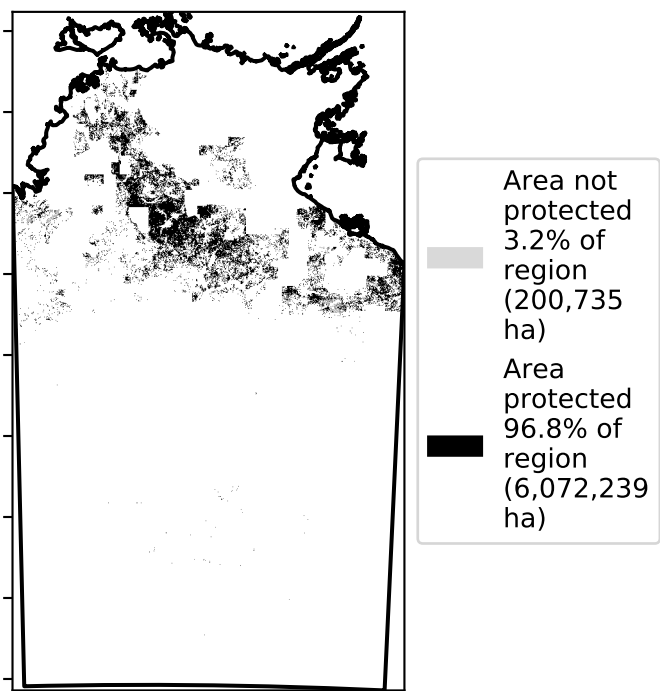 Area not
protected
3.2% of
region
(200,735
ha)
Area
protected
96.8% of
region
(6,072,239
ha)